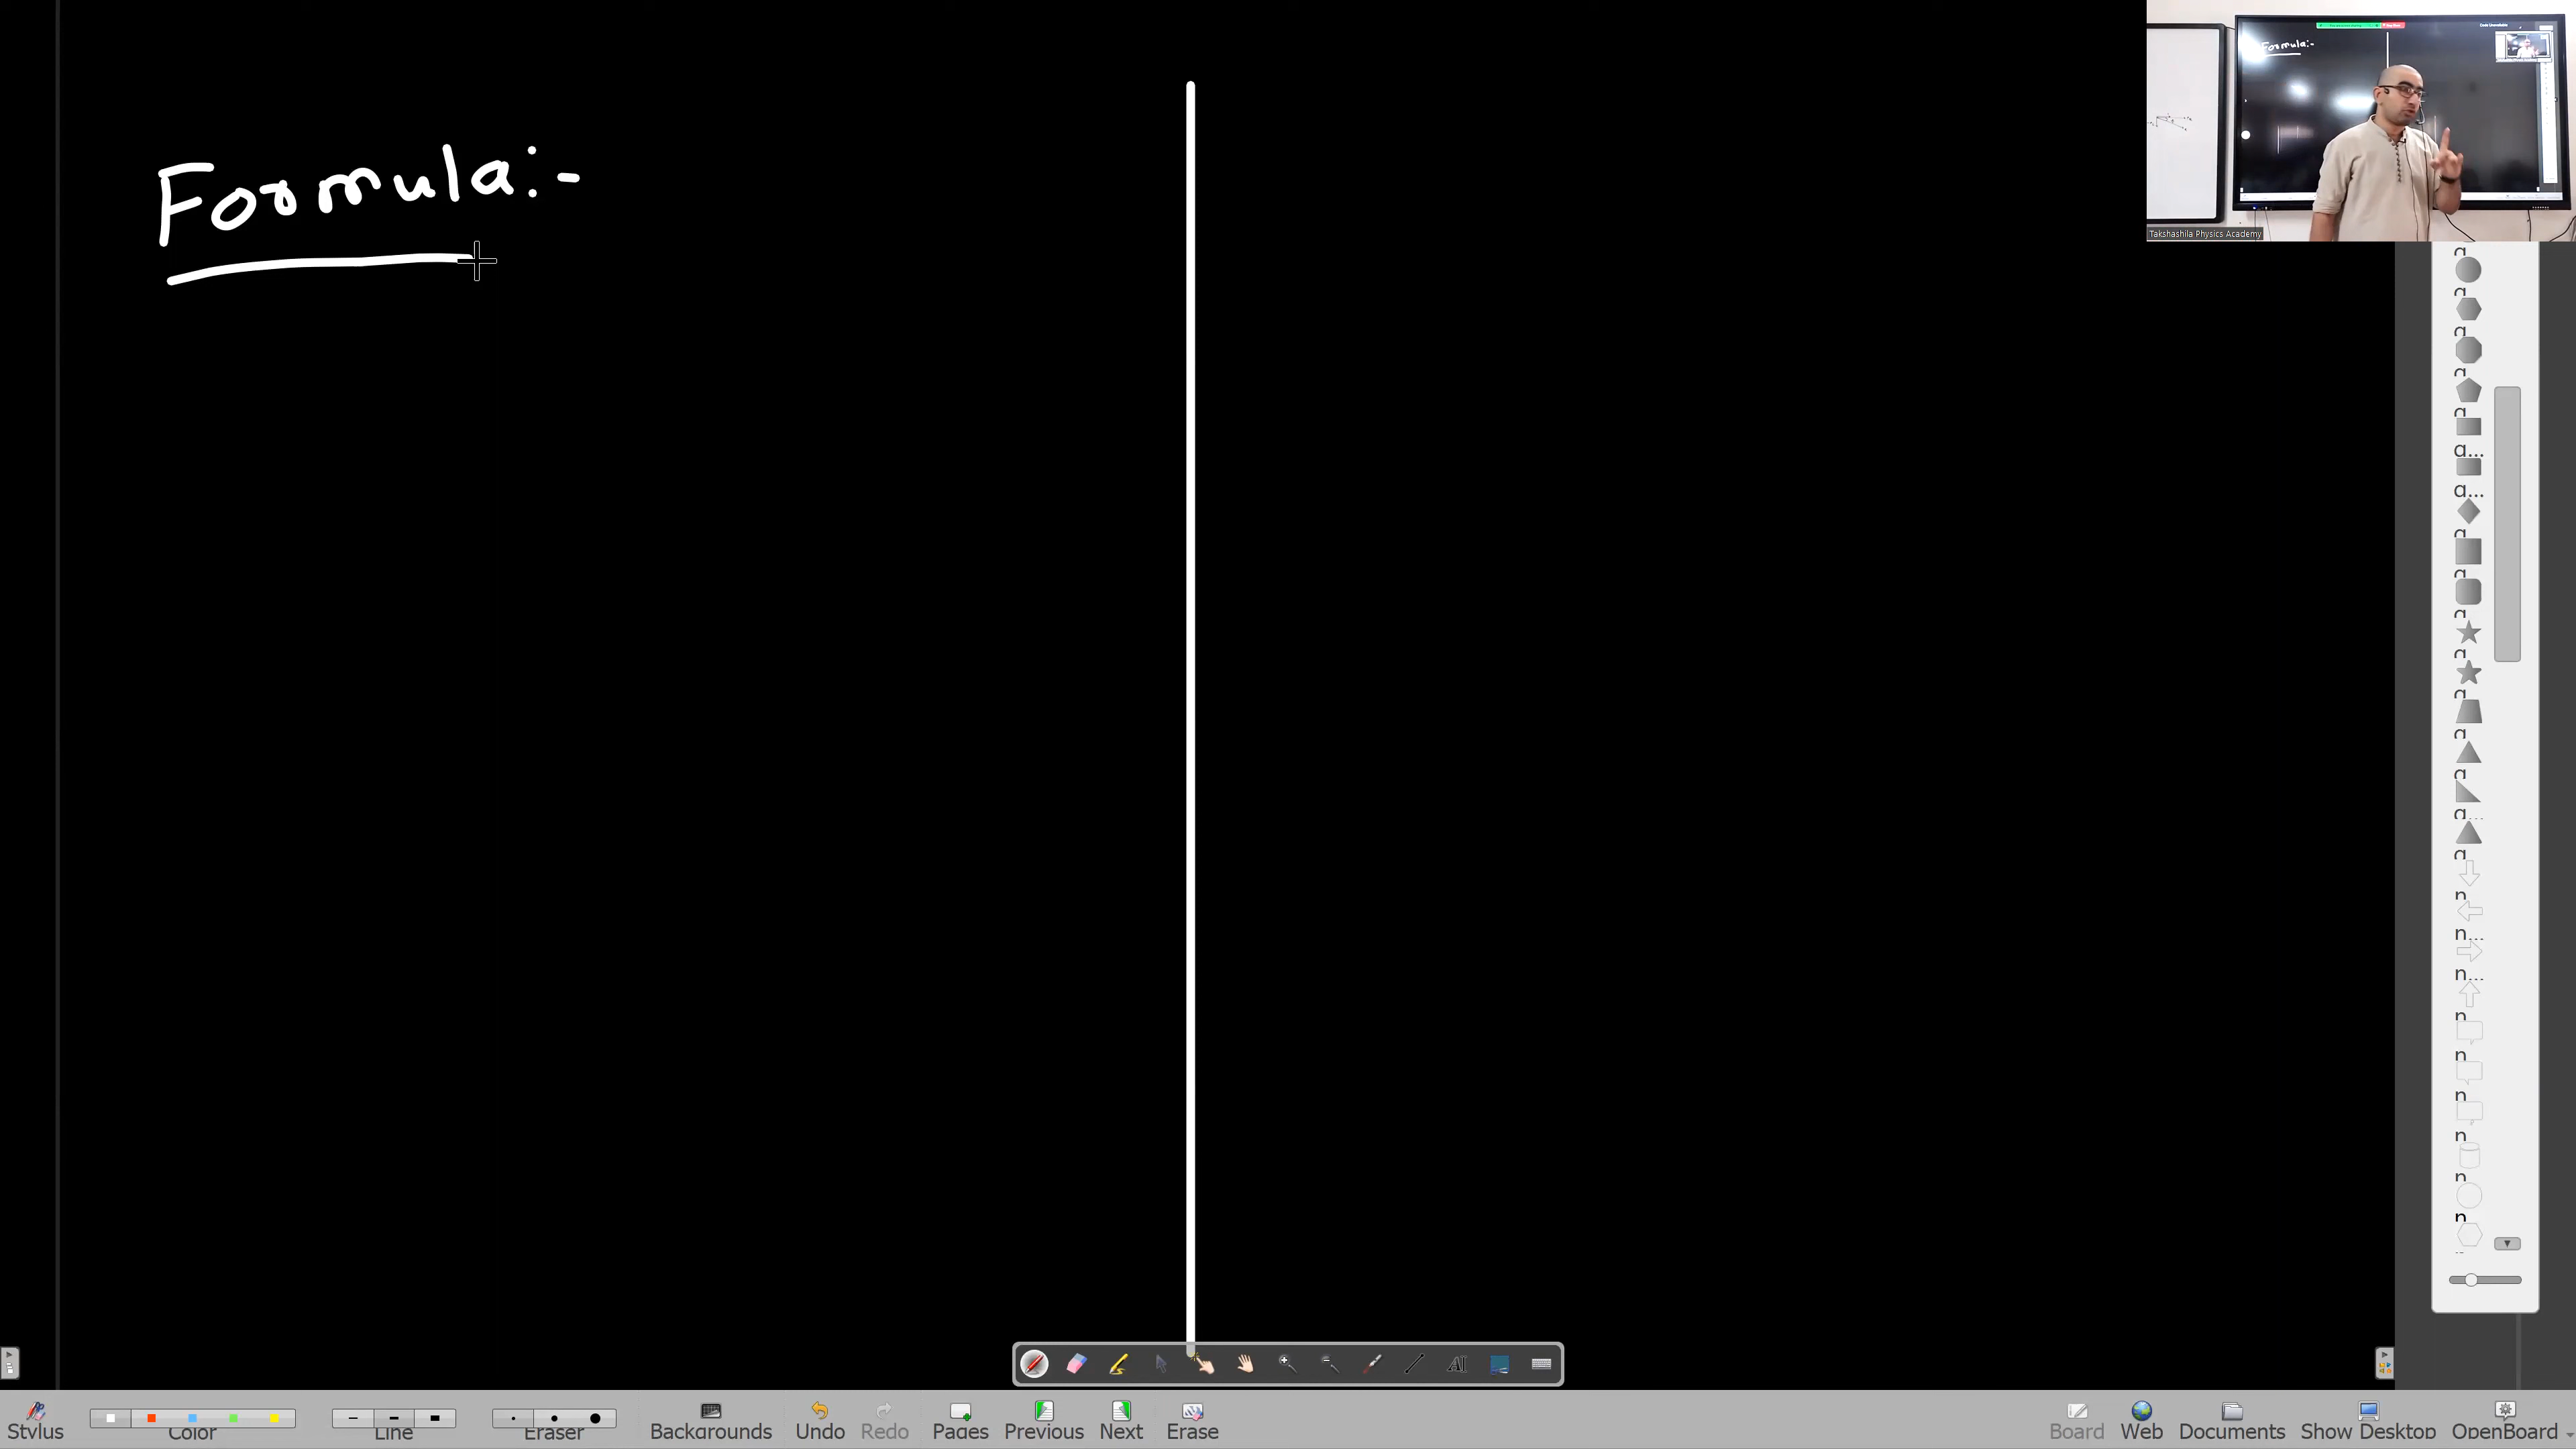 Formula:-
Takshashila Physics Academy
Stylus
Color
Line
Eraser
Backgrounds
Undo
Redo
Pages
Previous
Next
Erase
Board
Web
Documents
Show Desktop
OpenBoard
AI
a
a
a
a
a
a...
a...
a
a
a
a
a
a
a
a...
a
n
n...
n...
n
n
n
n
n
n